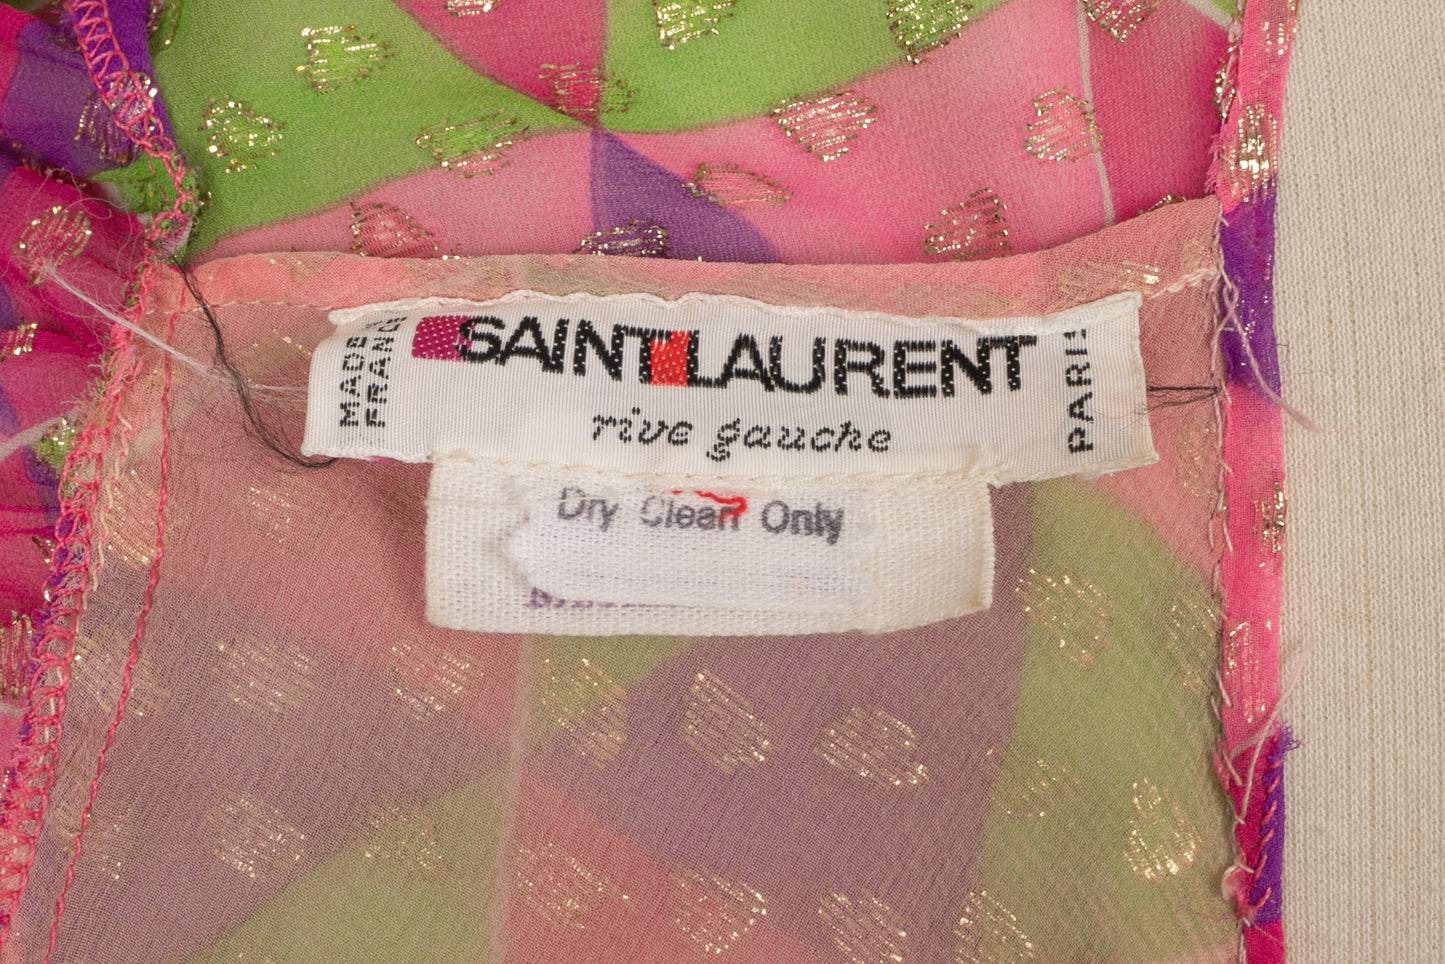 MADE IN
FRANCE
SAINT LAURENT
rive gauche
PARIS
Dry Clean Only